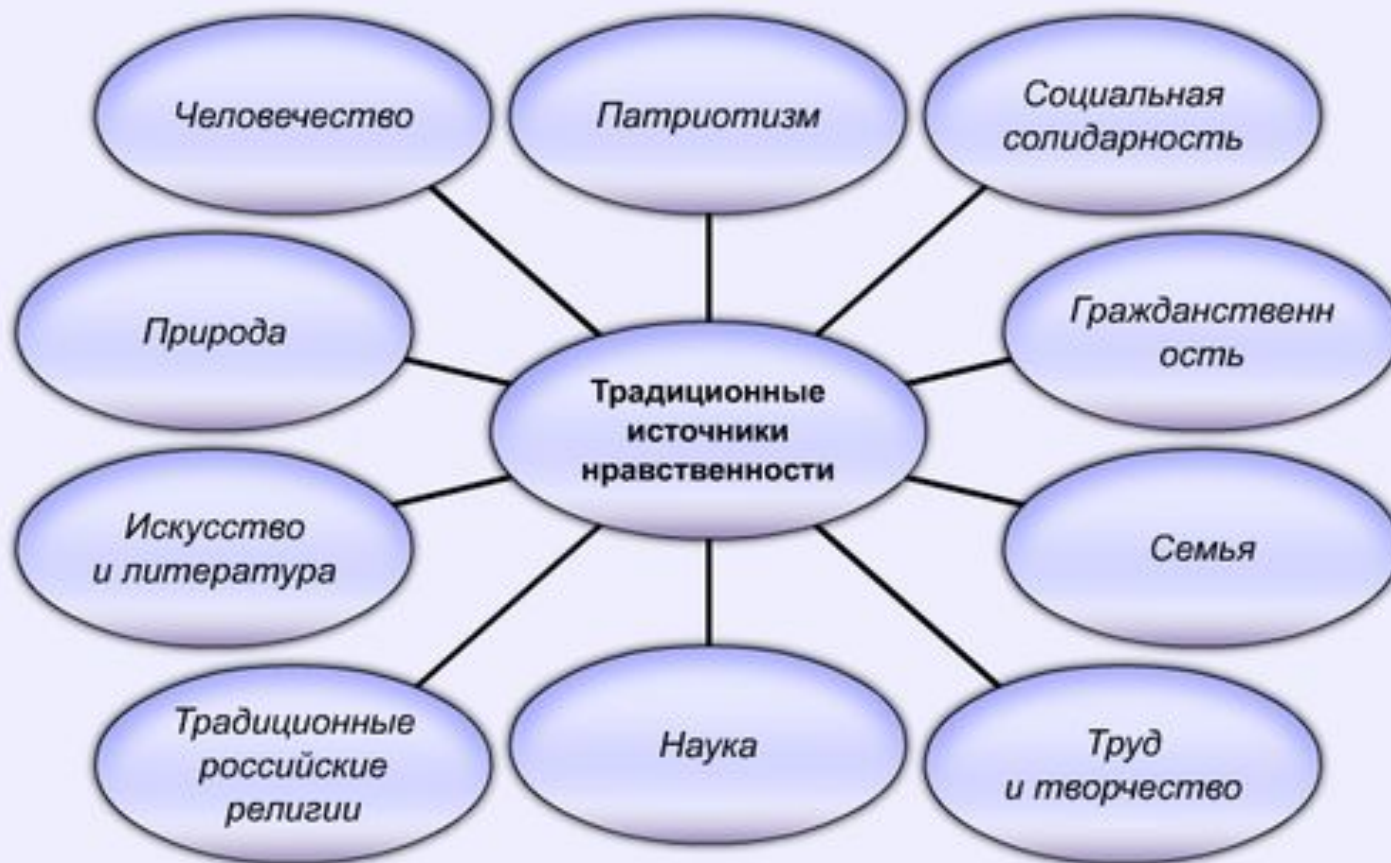 Человечество
Патриотизм
Социальная
солидарность
Природа
Гражданственн
ость
Традиционные
источники
нравственности
Искусство
и литература
Семья
Традиционные
российские
религии
Наука
Труд
и творчество